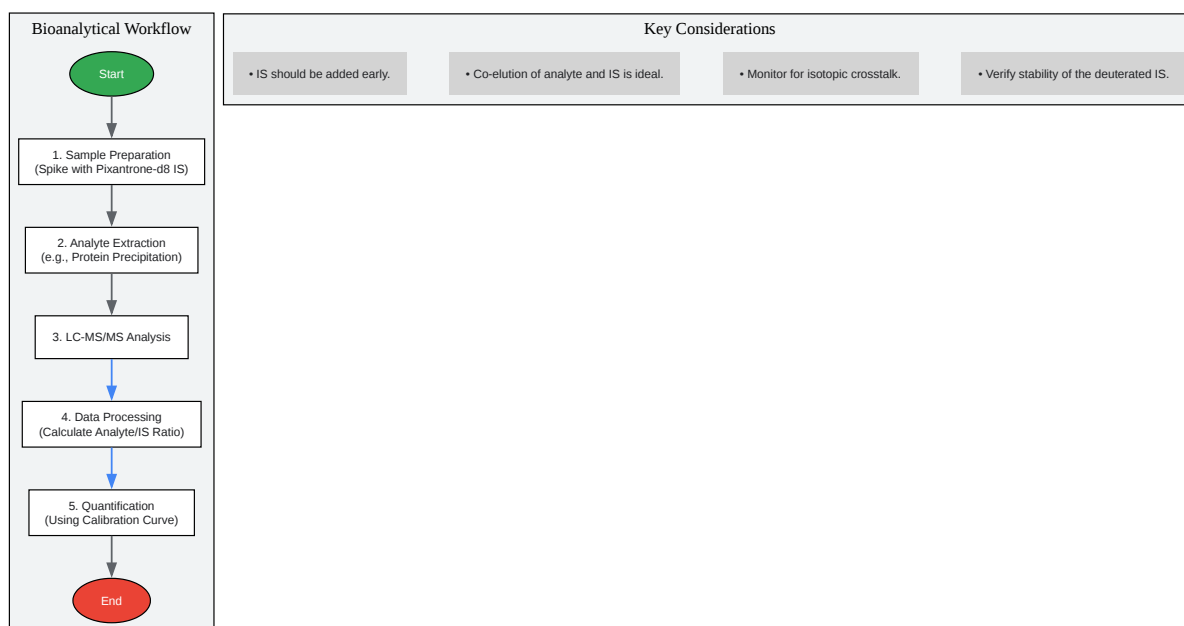 Bioanalytical Workflow
Start
1. Sample Preparation
(Spike with Pixantrone-d8 IS)
2. Analyte Extraction
(e.g., Protein Precipitation)
3. LC-MS/MS Analysis
4. Data Processing
(Calculate Analyte/IS Ratio)
5. Quantification
(Using Calibration Curve)
End
Key Considerations
• IS should be added early.
• Co-elution of analyte and IS is ideal.
• Monitor for isotopic crosstalk.
• Verify stability of the deuterated IS.